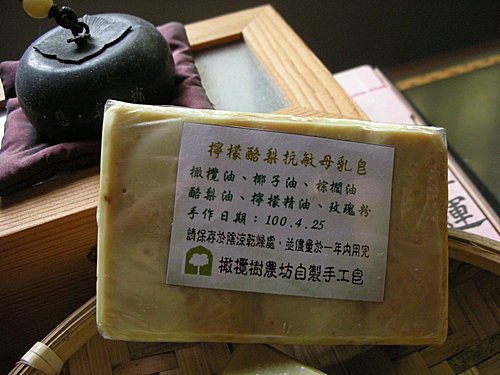 檸檬酪梨抗敏母乳皂
橄欖油、椰子油、棕櫚油
酪梨油、檸檬精油、玫瑰粉
手作日期：100.4.25
請保存於陰涼乾燥處，並儘量於一年內用完
橄欖樹農坊自製手工皂
運